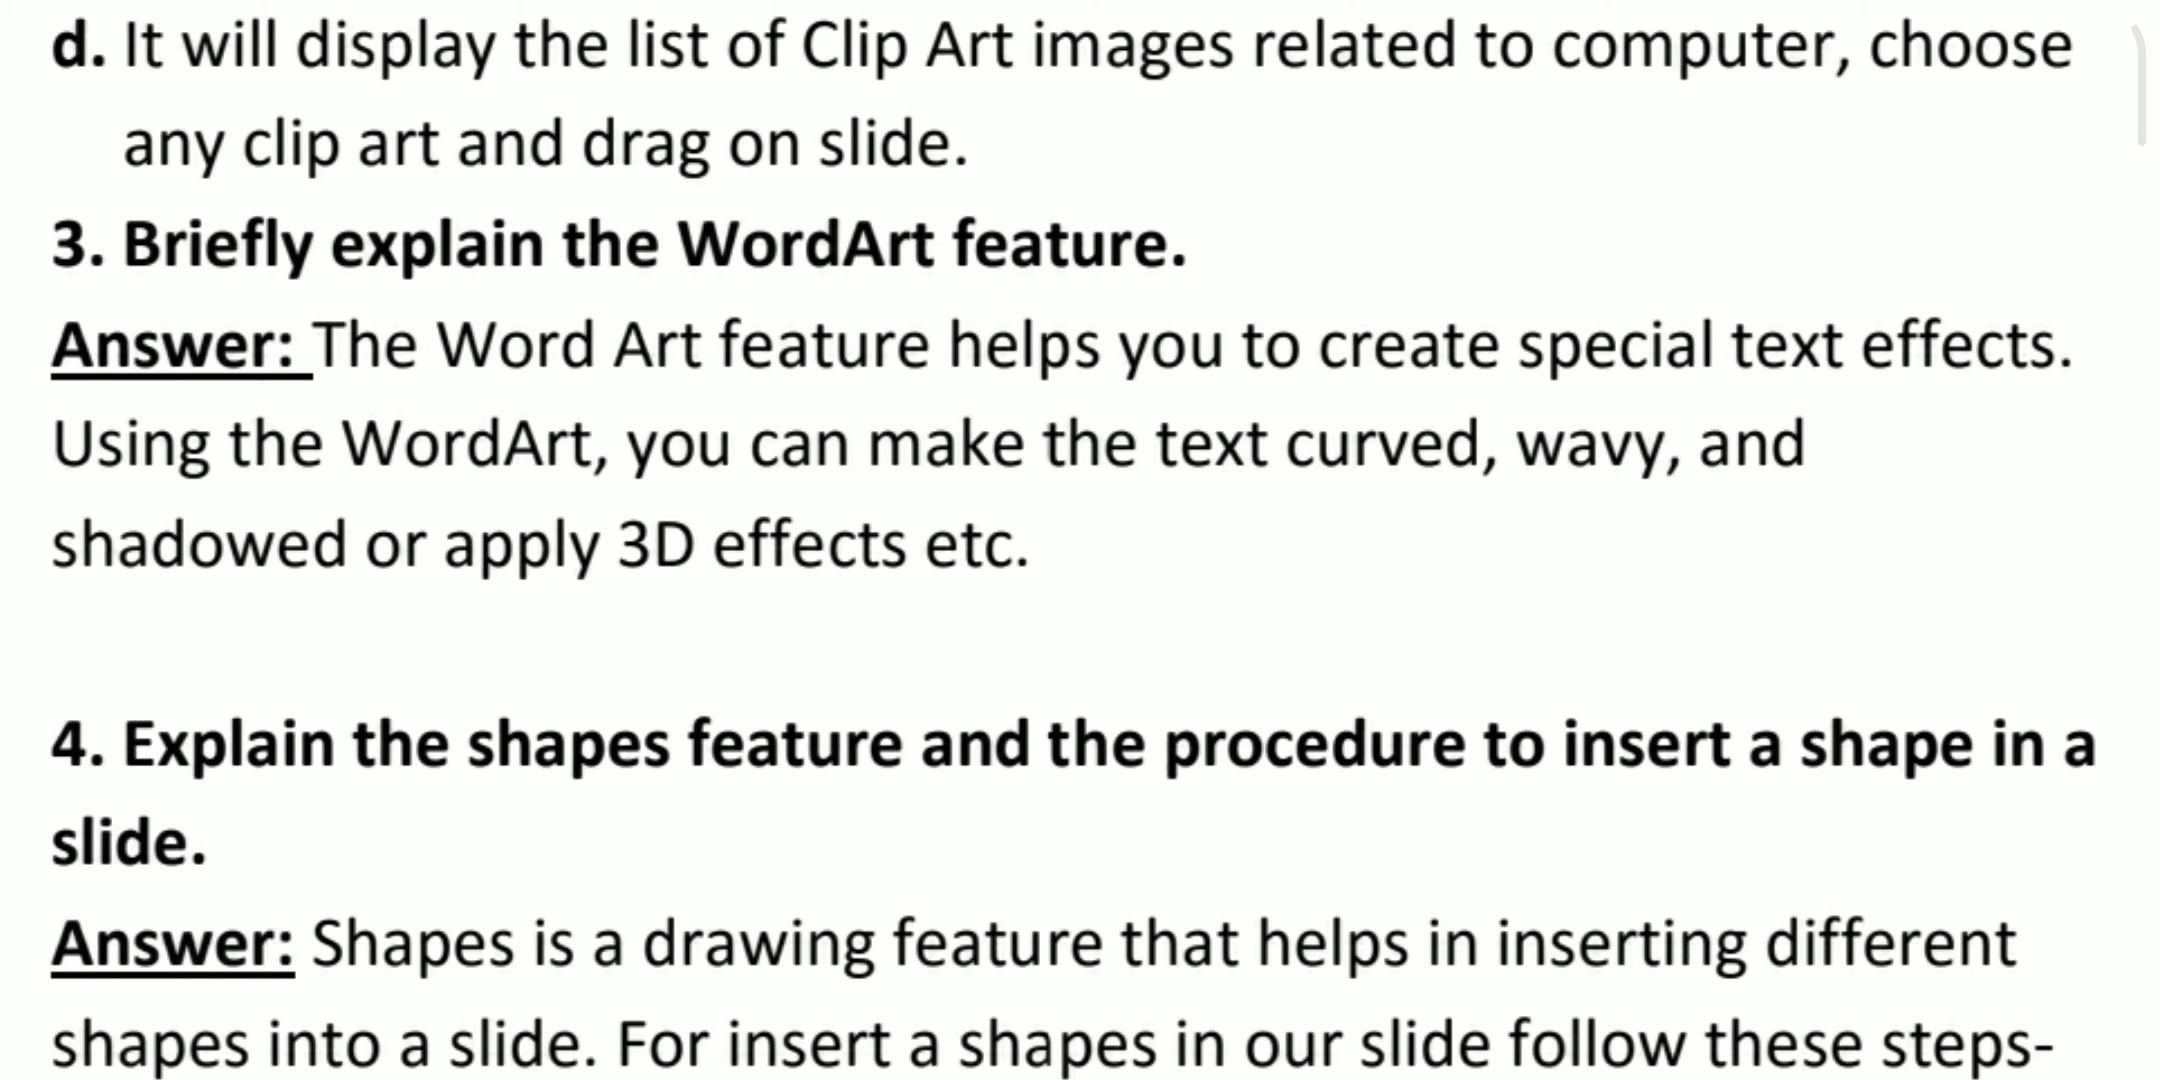 d. It will display the list of Clip Art images related to computer, choose
any clip art and drag on slide.
3. Briefly explain the WordArt feature.
Answer: The Word Art feature helps you to create special text effects.
Using the WordArt, you can make the text curved, wavy, and
shadowed or apply 3D effects etc.
4. Explain the shapes feature and the procedure to insert a shape in a
slide.
Answer: Shapes is a drawing feature that helps in inserting different
shapes into a slide. For insert a shapes in our slide follow these steps-